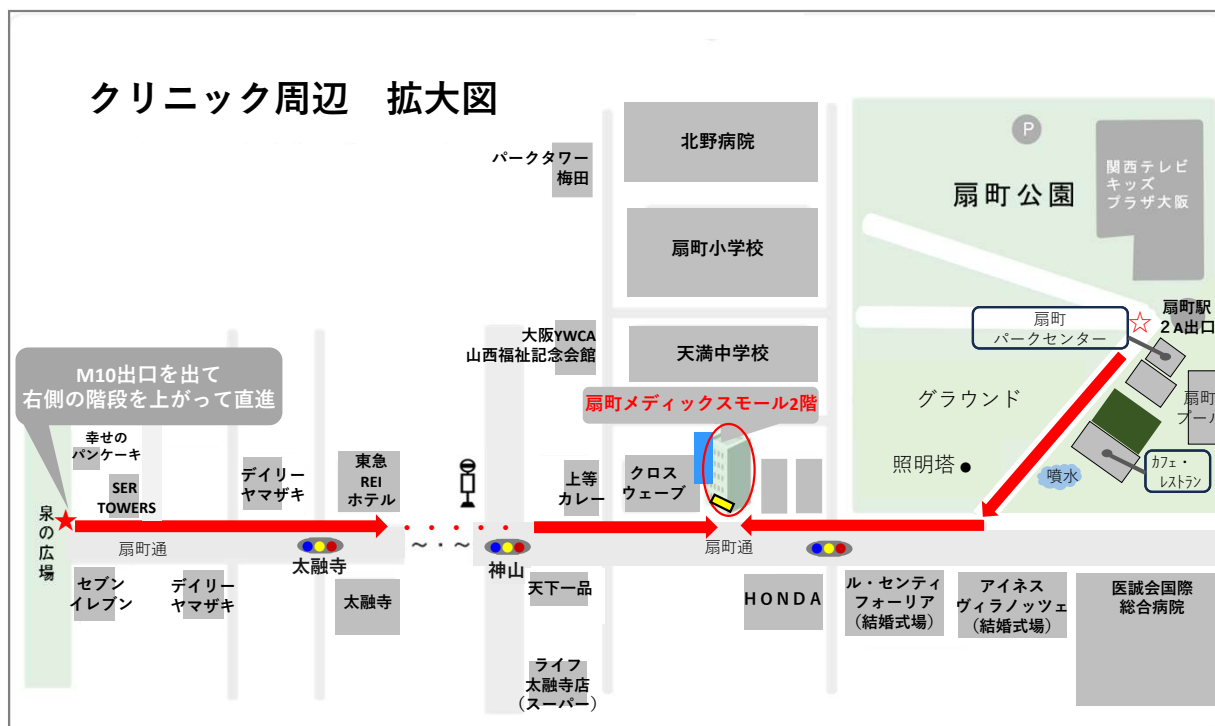 クリニック周辺　拡大図
北野病院
P
パークタワー
梅田
関西テレビ
キッズ
プラザ大阪
扇町公園
扇町小学校
扇町駅
２A出口
扇町
パークセンター
大阪YWCA
山西福祉記念会館
天満中学校
M10出口を出て
右側の階段を上がって直進
扇町メディックスモール2階
グラウンド
扇町
プール
幸せの
パンケーキ
東急
REI
ホテル
デイリー
ヤマザキ
SER
TOWERS
上等
カレー
クロス
ウェーブ
照明塔
噴水
カフェ・
レストラン
泉の広場
扇町通
太融寺
～・～
神山
扇町通
セブン
イレブン
デイリー
ヤマザキ
太融寺
天下一品
HONDA
ル・センティ
フォーリア
（結婚式場）
アイネス
ヴィラノッツェ
（結婚式場）
医誠会国際
総合病院
ライフ
太融寺店
（スーパー）